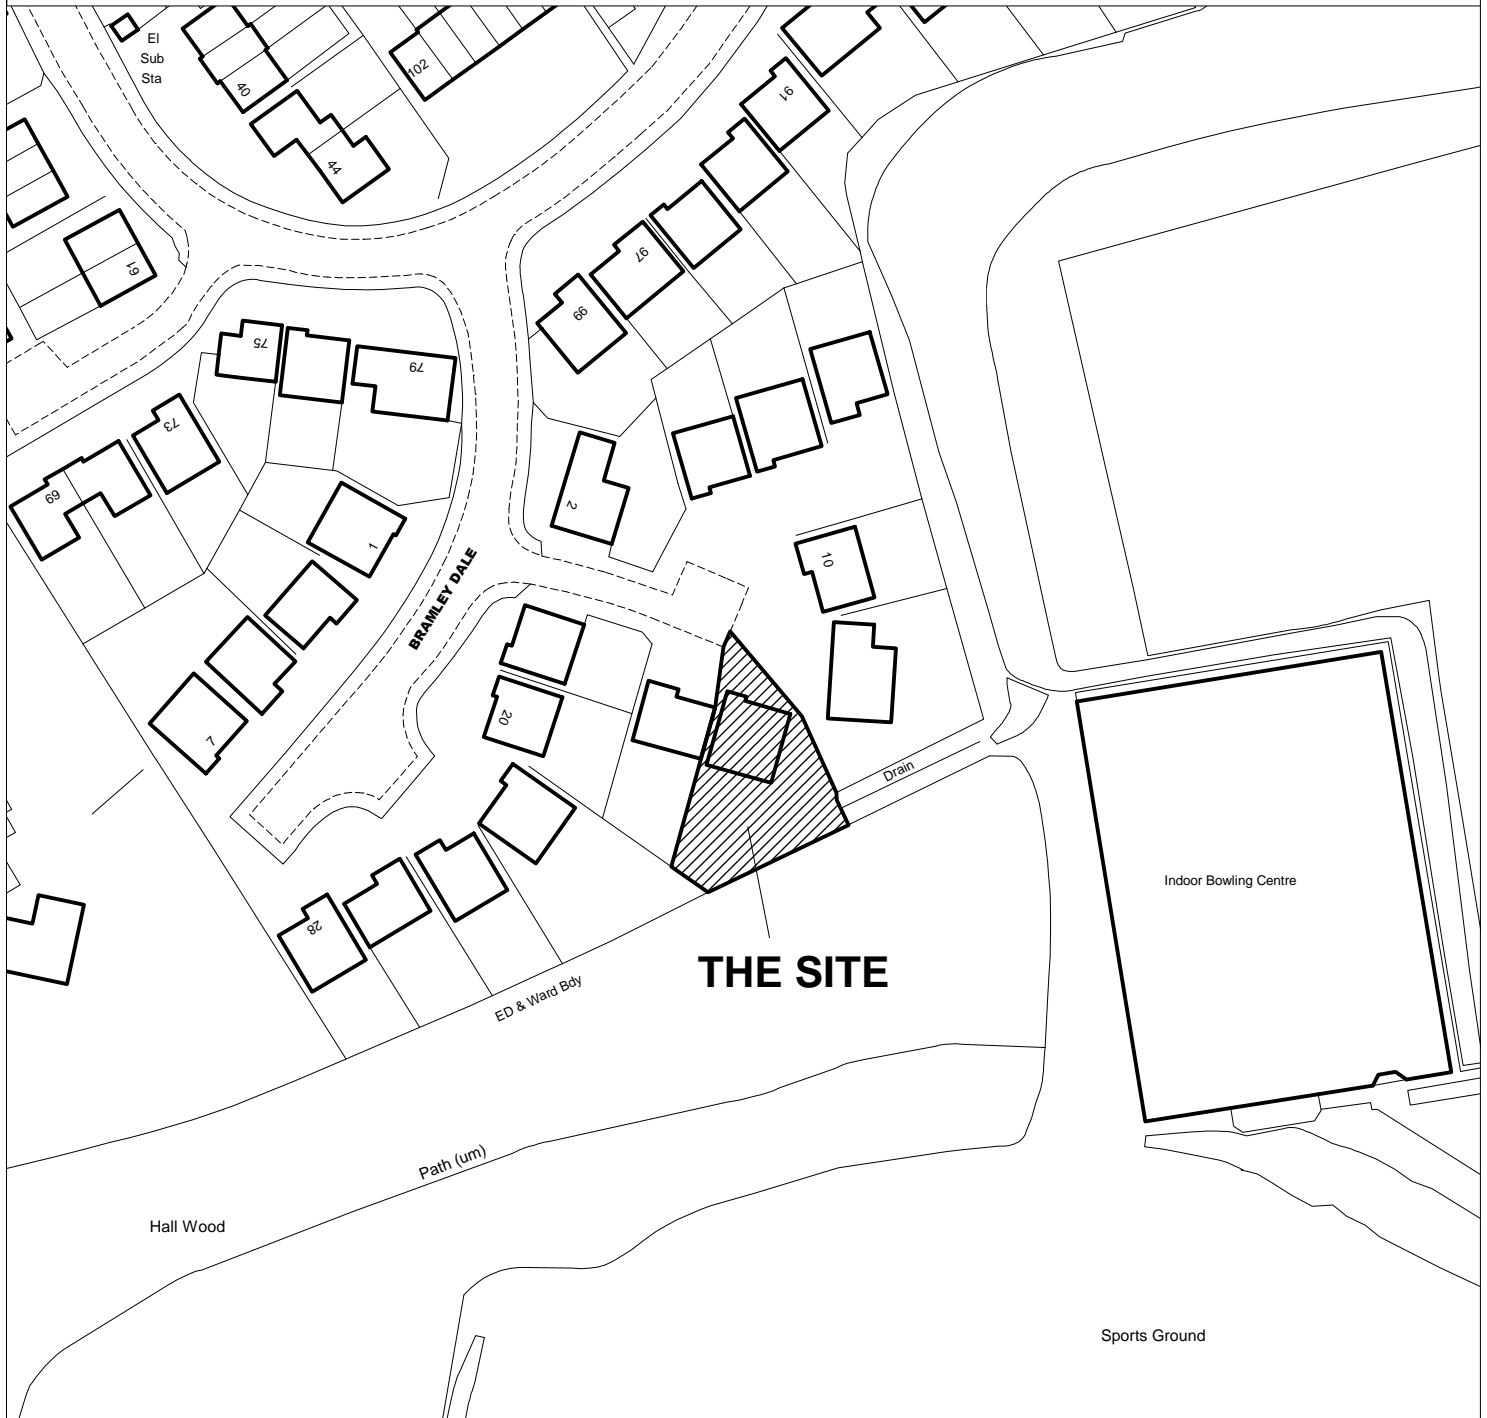 El
Sub
Sta
40
102
44
91
61
97
99
75
79
73
69
2
1
10
BRAMLEY DALE
20
7
Drain
28
Indoor Bowling Centre
THE SITE
ED & Ward Bdy
Path (um)
Hall Wood
Sports Ground